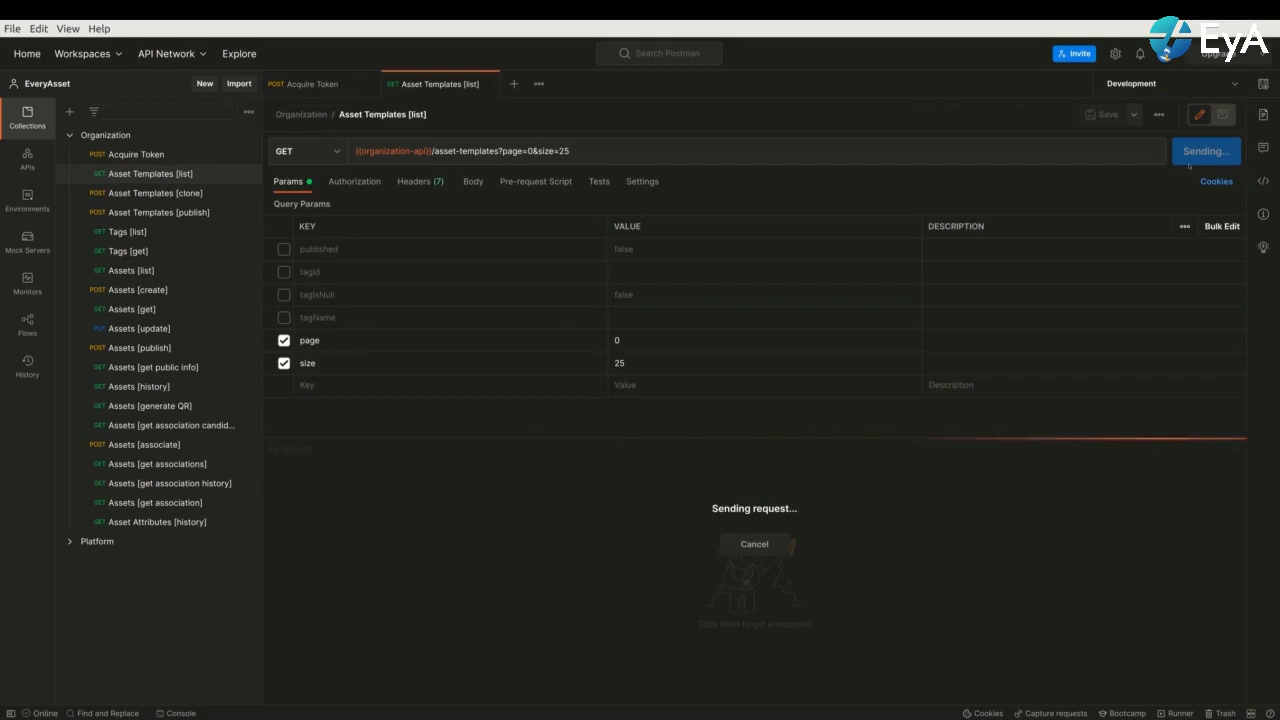 File Edit View Help
Home Workspaces API Network Explore Search Postman Invite
EyA
EveryAsset New Import POST Acquire Token GET Asset Templates [list] Development
Organization / Asset Templates [list] Save
GET {{organization-api}}/asset-templates?page=0&size=25 Sending...
Params Authorization Headers (7) Body Pre-request Script Tests Settings Cookies
Query Params
KEY VALUE DESCRIPTION Bulk Edit
published false
tagId
tagIsNull false
tagName
page 0
size 25
Key Value Description
Response
Sending request...
Cancel
Click Send to get a response
Collections
APIs
Environments
Mock Servers
Monitors
Flows
History
Organization
POST Acquire Token
GET Asset Templates [list]
POST Asset Templates [clone]
POST Asset Templates [publish]
GET Tags [list]
GET Tags [get]
GET Assets [list]
POST Assets [create]
GET Assets [get]
PUT Assets [update]
POST Assets [publish]
GET Assets [get public info]
GET Assets [history]
GET Assets [generate QR]
GET Assets [get association candid...
POST Assets [associate]
GET Assets [get associations]
GET Assets [get association history]
GET Assets [get association]
GET Asset Attributes [history]
Platform
Online Find and Replace Console Cookies Capture requests Bootcamp Runner Trash